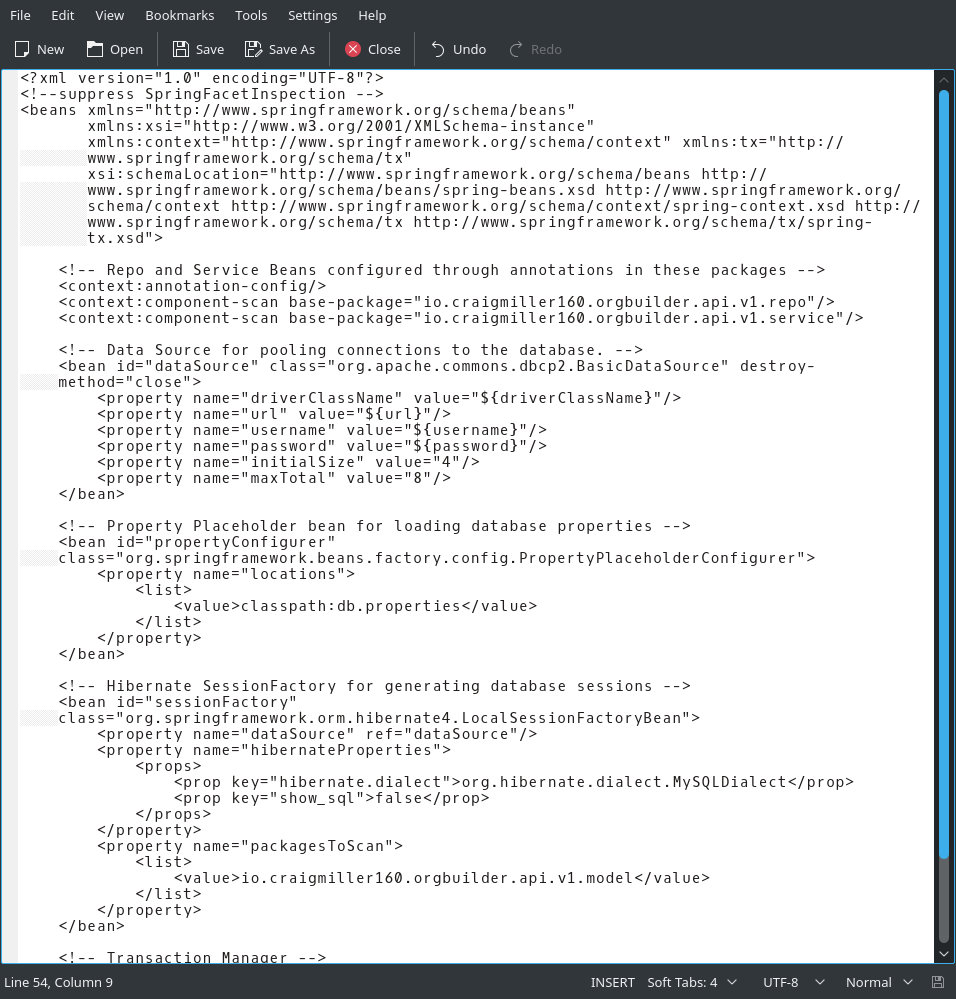 File Edit View Bookmarks Tools Settings Help
New Open Save Save As Close Undo Redo
<?xml version="1.0" encoding="UTF-8"?>
<!--suppress SpringFacetInspection -->
<beans xmlns="http://www.springframework.org/schema/beans"
       xmlns:xsi="http://www.w3.org/2001/XMLSchema-instance"
       xmlns:context="http://www.springframework.org/schema/context" xmlns:tx="http://
       www.springframework.org/schema/tx"
       xsi:schemaLocation="http://www.springframework.org/schema/beans http://
       www.springframework.org/schema/beans/spring-beans.xsd http://www.springframework.org/
       schema/context http://www.springframework.org/schema/context/spring-context.xsd http://
       www.springframework.org/schema/tx http://www.springframework.org/schema/tx/spring-
       tx.xsd">

    <!-- Repo and Service Beans configured through annotations in these packages -->
    <context:annotation-config/>
    <context:component-scan base-package="io.craigmiller160.orgbuilder.api.v1.repo"/>
    <context:component-scan base-package="io.craigmiller160.orgbuilder.api.v1.service"/>

    <!-- Data Source for pooling connections to the database. -->
    <bean id="dataSource" class="org.apache.commons.dbcp2.BasicDataSource" destroy-
    method="close">
        <property name="driverClassName" value="${driverClassName}"/>
        <property name="url" value="${url}"/>
        <property name="username" value="${username}"/>
        <property name="password" value="${password}"/>
        <property name="initialSize" value="4"/>
        <property name="maxTotal" value="8"/>
    </bean>

    <!-- Property Placeholder bean for loading database properties -->
    <bean id="propertyConfigurer"
    class="org.springframework.beans.factory.config.PropertyPlaceholderConfigurer">
        <property name="locations">
            <list>
                <value>classpath:db.properties</value>
            </list>
        </property>
    </bean>

    <!-- Hibernate SessionFactory for generating database sessions -->
    <bean id="sessionFactory"
    class="org.springframework.orm.hibernate4.LocalSessionFactoryBean">
        <property name="dataSource" ref="dataSource"/>
        <property name="hibernateProperties">
            <props>
                <prop key="hibernate.dialect">org.hibernate.dialect.MySQLDialect</prop>
                <prop key="show_sql">false</prop>
            </props>
        </property>
        <property name="packagesToScan">
            <list>
                <value>io.craigmiller160.orgbuilder.api.v1.model</value>
            </list>
        </property>
    </bean>

    <!-- Transaction Manager -->
Line 54, Column 9 INSERT Soft Tabs: 4 UTF-8 Normal